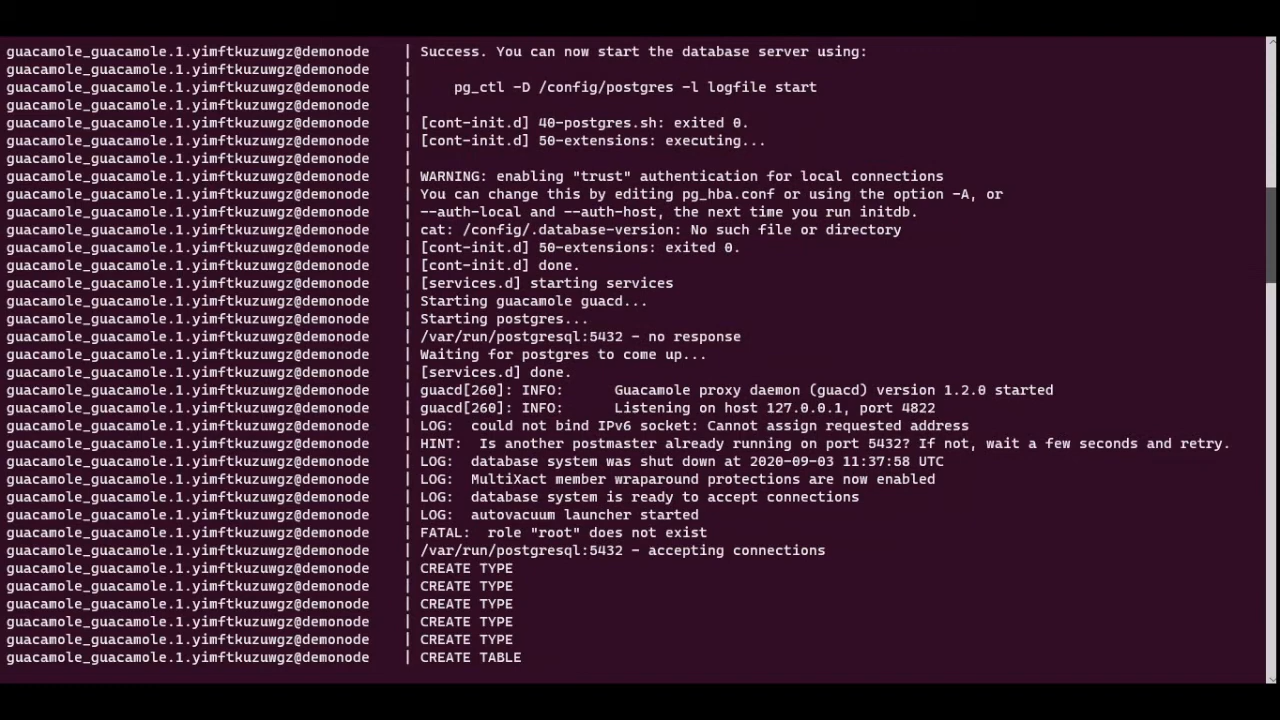 guacamole_guacamole.1.yimftkuzuwgz@demonode    | Success. You can now start the database server using:
guacamole_guacamole.1.yimftkuzuwgz@demonode    |
guacamole_guacamole.1.yimftkuzuwgz@demonode    |     pg_ctl -D /config/postgres -l logfile start
guacamole_guacamole.1.yimftkuzuwgz@demonode    |
guacamole_guacamole.1.yimftkuzuwgz@demonode    | [cont-init.d] 40-postgres.sh: exited 0.
guacamole_guacamole.1.yimftkuzuwgz@demonode    | [cont-init.d] 50-extensions: executing...
guacamole_guacamole.1.yimftkuzuwgz@demonode    |
guacamole_guacamole.1.yimftkuzuwgz@demonode    | WARNING: enabling "trust" authentication for local connections
guacamole_guacamole.1.yimftkuzuwgz@demonode    | You can change this by editing pg_hba.conf or using the option -A, or
guacamole_guacamole.1.yimftkuzuwgz@demonode    | --auth-local and --auth-host, the next time you run initdb.
guacamole_guacamole.1.yimftkuzuwgz@demonode    | cat: /config/.database-version: No such file or directory
guacamole_guacamole.1.yimftkuzuwgz@demonode    | [cont-init.d] 50-extensions: exited 0.
guacamole_guacamole.1.yimftkuzuwgz@demonode    | [cont-init.d] done.
guacamole_guacamole.1.yimftkuzuwgz@demonode    | [services.d] starting services
guacamole_guacamole.1.yimftkuzuwgz@demonode    | Starting guacamole guacd...
guacamole_guacamole.1.yimftkuzuwgz@demonode    | Starting postgres...
guacamole_guacamole.1.yimftkuzuwgz@demonode    | /var/run/postgresql:5432 - no response
guacamole_guacamole.1.yimftkuzuwgz@demonode    | Waiting for postgres to come up...
guacamole_guacamole.1.yimftkuzuwgz@demonode    | [services.d] done.
guacamole_guacamole.1.yimftkuzuwgz@demonode    | guacd[260]: INFO:      Guacamole proxy daemon (guacd) version 1.2.0 started
guacamole_guacamole.1.yimftkuzuwgz@demonode    | guacd[260]: INFO:      Listening on host 127.0.0.1, port 4822
guacamole_guacamole.1.yimftkuzuwgz@demonode    | LOG:  could not bind IPv6 socket: Cannot assign requested address
guacamole_guacamole.1.yimftkuzuwgz@demonode    | HINT:  Is another postmaster already running on port 5432? If not, wait a few seconds and retry.
guacamole_guacamole.1.yimftkuzuwgz@demonode    | LOG:  database system was shut down at 2020-09-03 11:37:58 UTC
guacamole_guacamole.1.yimftkuzuwgz@demonode    | LOG:  MultiXact member wraparound protections are now enabled
guacamole_guacamole.1.yimftkuzuwgz@demonode    | LOG:  database system is ready to accept connections
guacamole_guacamole.1.yimftkuzuwgz@demonode    | LOG:  autovacuum launcher started
guacamole_guacamole.1.yimftkuzuwgz@demonode    | FATAL:  role "root" does not exist
guacamole_guacamole.1.yimftkuzuwgz@demonode    | /var/run/postgresql:5432 - accepting connections
guacamole_guacamole.1.yimftkuzuwgz@demonode    | CREATE TYPE
guacamole_guacamole.1.yimftkuzuwgz@demonode    | CREATE TYPE
guacamole_guacamole.1.yimftkuzuwgz@demonode    | CREATE TYPE
guacamole_guacamole.1.yimftkuzuwgz@demonode    | CREATE TYPE
guacamole_guacamole.1.yimftkuzuwgz@demonode    | CREATE TYPE
guacamole_guacamole.1.yimftkuzuwgz@demonode    | CREATE TABLE